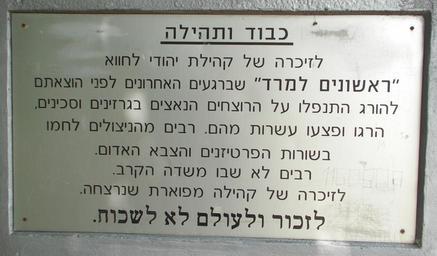 כבוד ותהילה
לזיכרה של קהילת יהודי לחווא
"ראשונים למרד" שברגעים האחרונים לפני הוצאתם
להורג התנפלו על הרוצחים הנאצים בגרזינים וסכינים,
הרגו ופצעו עשרות מהם. רבים מהניצולים לחמו
בשורות הפרטיזנים והצבא האדום.
רבים לא שבו משדה הקרב.
לזיכרה של קהילה מפוארת שנרצחה.
לזכור ולעולם לא לשכוח.